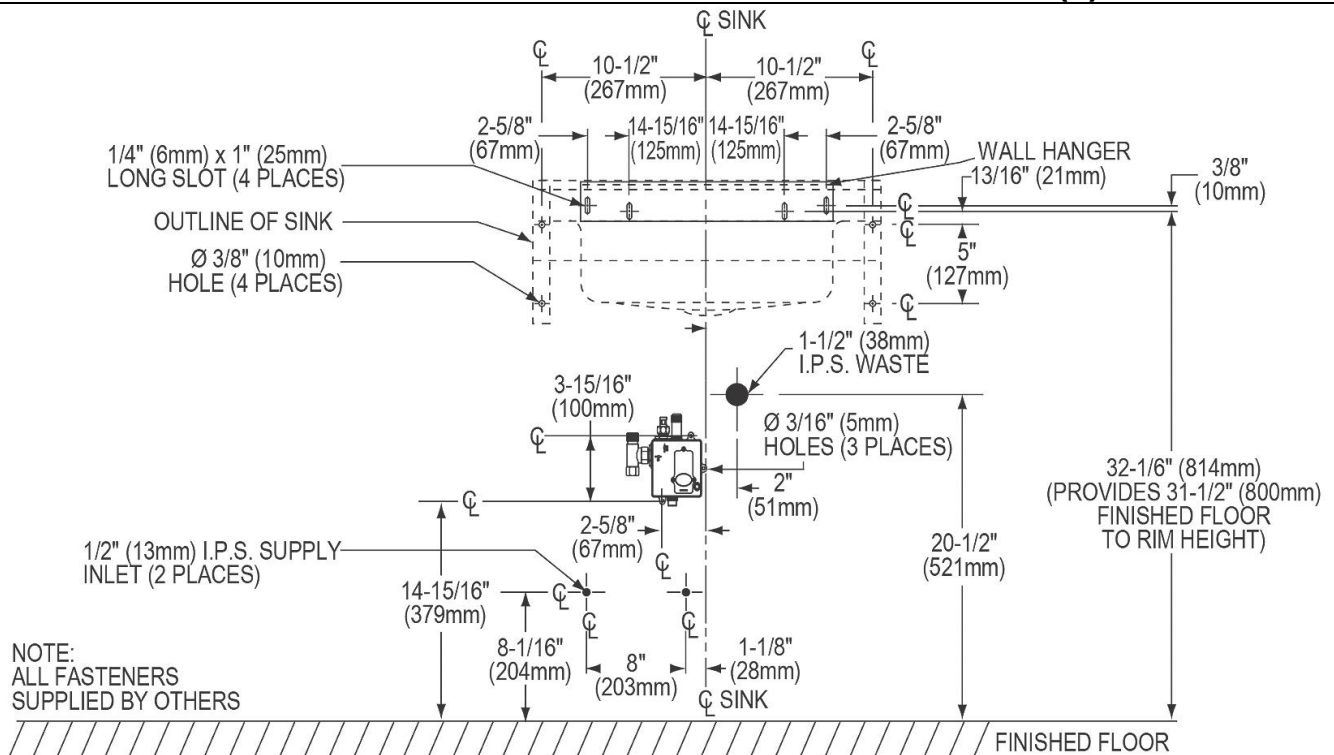 ℄ SINK
℄
℄
10-1/2"
(267mm)
10-1/2"
(267mm)
2-5/8"
(67mm)
14-15/16"
(125mm)
14-15/16"
(125mm)
2-5/8"
(67mm)
1/4" (6mm) x 1" (25mm)
LONG SLOT (4 PLACES)
WALL HANGER
13/16" (21mm)
3/8"
(10mm)
OUTLINE OF SINK
℄
℄
Ø 3/8" (10mm)
HOLE (4 PLACES)
5"
(127mm)
℄
1-1/2" (38mm)
I.P.S. WASTE
3-15/16"
(100mm)
℄
Ø 3/16" (5mm)
HOLES (3 PLACES)
2"
(51mm)
32-1/6" (814mm)
(PROVIDES 31-1/2" (800mm)
FINISHED FLOOR
TO RIM HEIGHT)
℄
2-5/8"
(67mm)
℄
20-1/2"
(521mm)
1/2" (13mm) I.P.S. SUPPLY
INLET (2 PLACES)
14-15/16"
(379mm)
℄
℄
℄
8-1/16"
(204mm)
8"
(203mm)
1-1/8"
(28mm)
NOTE:
ALL FASTENERS
SUPPLIED BY OTHERS
℄ SINK
FINISHED FLOOR